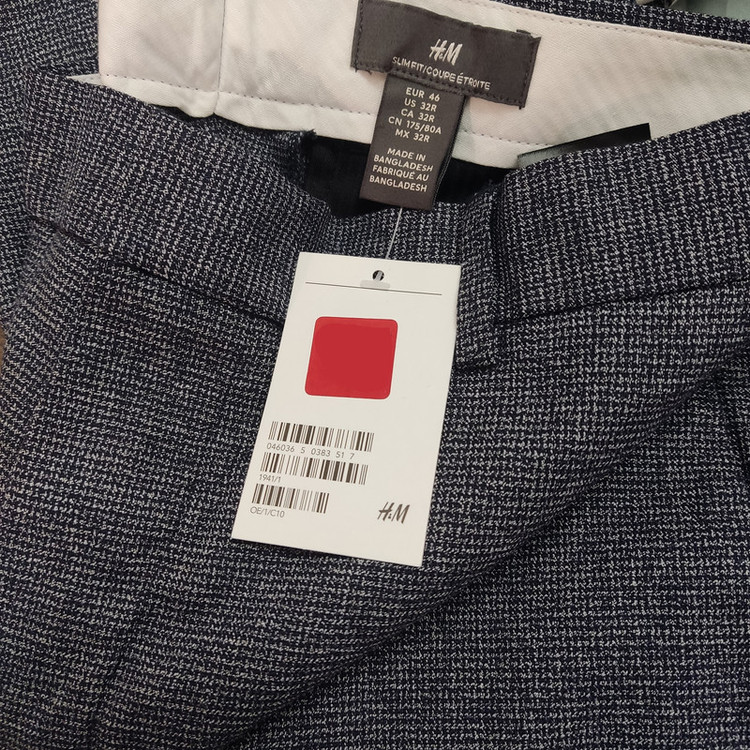 H&M
SLIM FIT/COUPE ÉTROITE
EUR 46
US 32R
CA 32R
CN 175/80A
MX 32R
MADE IN
BANGLADESH
FABRIQUÉ AU
BANGLADESH
046036 5 0383 51 7
1941/1
OE/1/C10
H&M